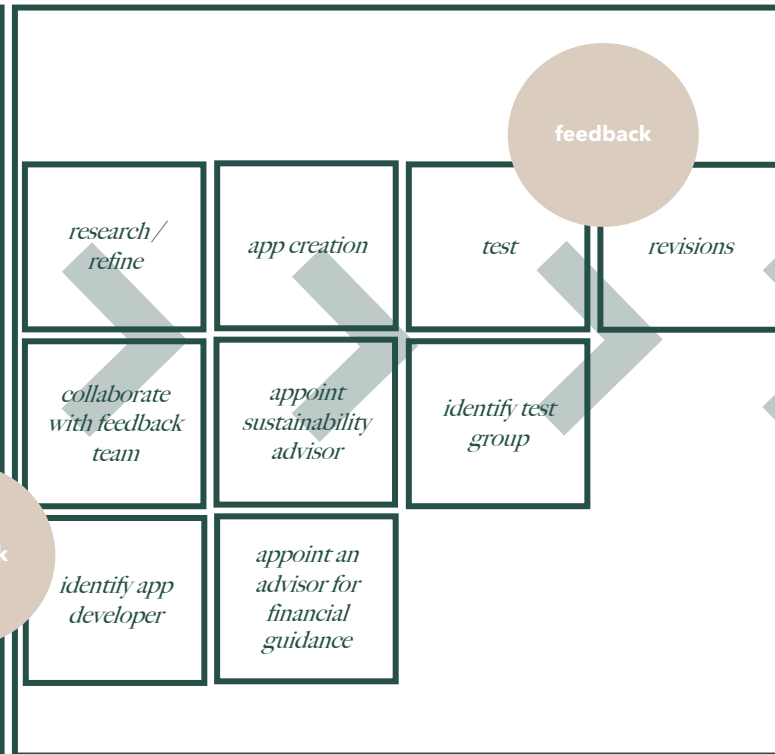 feedback
research /
refine
app creation
test
revisions
collaborate
with feedback
team
appoint
sustainability
advisor
identify test
group
identify app
developer
appoint an
advisor for
financial
guidance